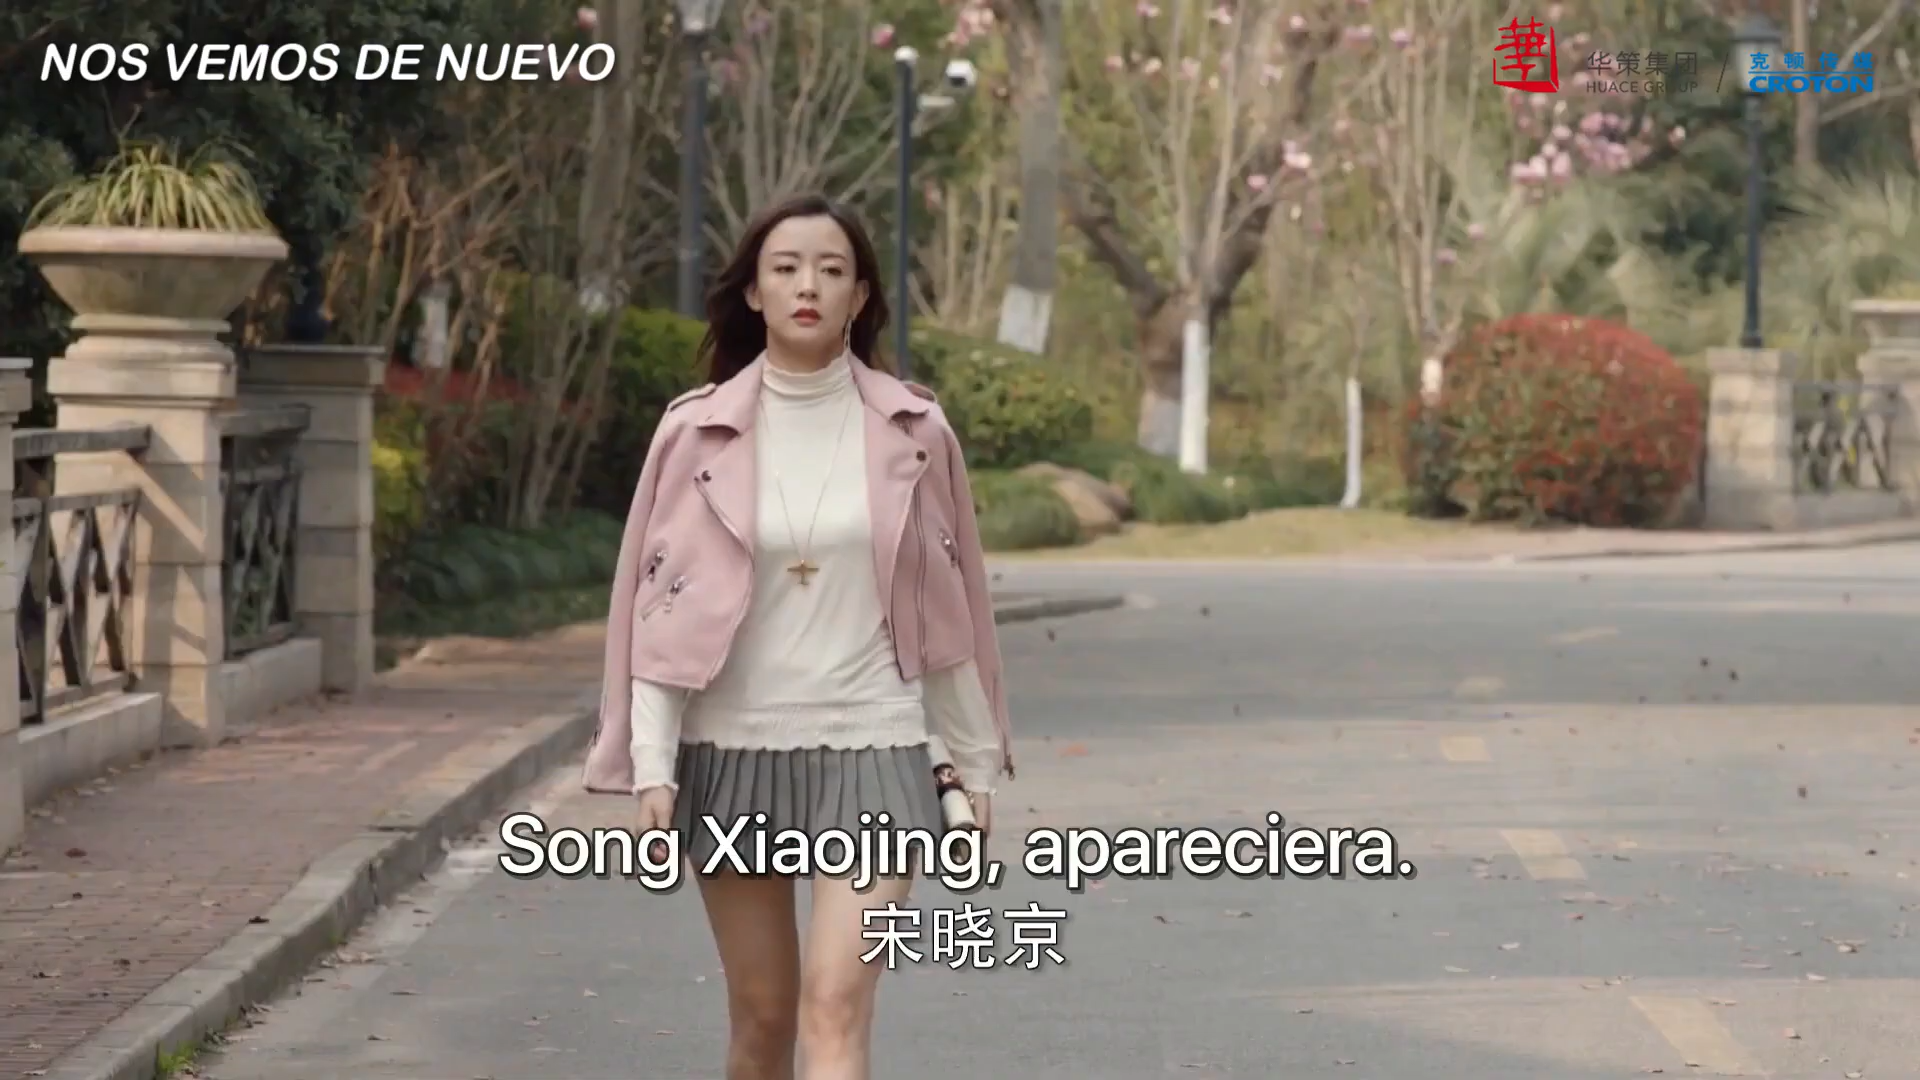 NOS VEMOS DE NUEVO
華
华策集团
HUACE GROUP
克顿传媒
CROTON
Song Xiaojing, apareciera.
宋晓京